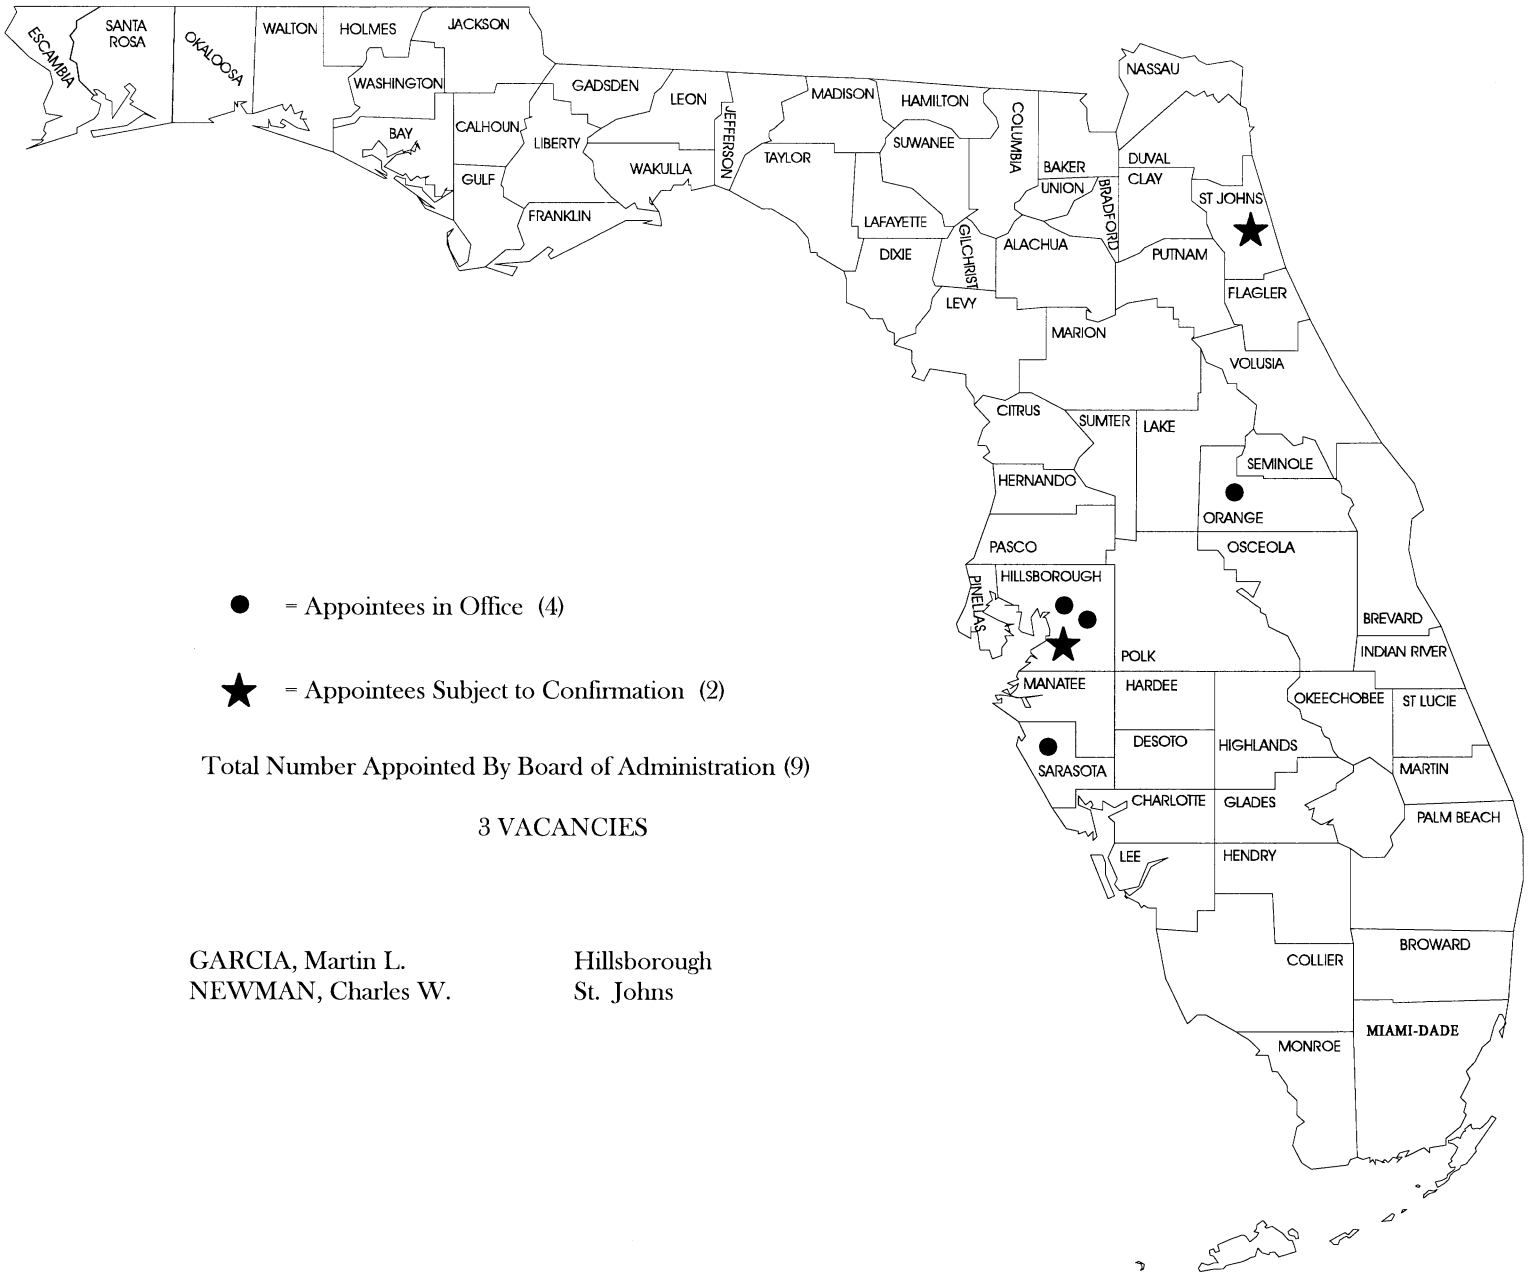 ESCAMBIA
SANTA
ROSA
OKALOOSA
WALTON
HOLMES
JACKSON
WASHINGTON
BAY
CALHOUN
GULF
GADSDEN
LIBERTY
FRANKLIN
LEON
WAKULLA
JEFFERSON
MADISON
TAYLOR
HAMILTON
SUWANEE
LAFAYETTE
DIXIE
COLUMBIA
GILCHRIST
BAKER
UNION
BRADFORD
ALACHUA
LEVY
NASSAU
DUVAL
CLAY
ST JOHNS
PUTNAM
FLAGLER
MARION
VOLUSIA
CITRUS
SUMTER
LAKE
SEMINOLE
HERNANDO
ORANGE
PASCO
OSCEOLA
HILLSBOROUGH
PINELLAS
BREVARD
POLK
INDIAN RIVER
MANATEE
HARDEE
OKEECHOBEE
ST LUCIE
DESOTO
HIGHLANDS
SARASOTA
MARTIN
CHARLOTTE
GLADES
PALM BEACH
LEE
HENDRY
BROWARD
COLLIER
MIAMI-DADE
MONROE
= Appointees in Office (4)
= Appointees Subject to Confirmation (2)
Total Number Appointed By Board of Administration (9)
3 VACANCIES
GARCIA, Martin L. Hillsborough
NEWMAN, Charles W. St. Johns